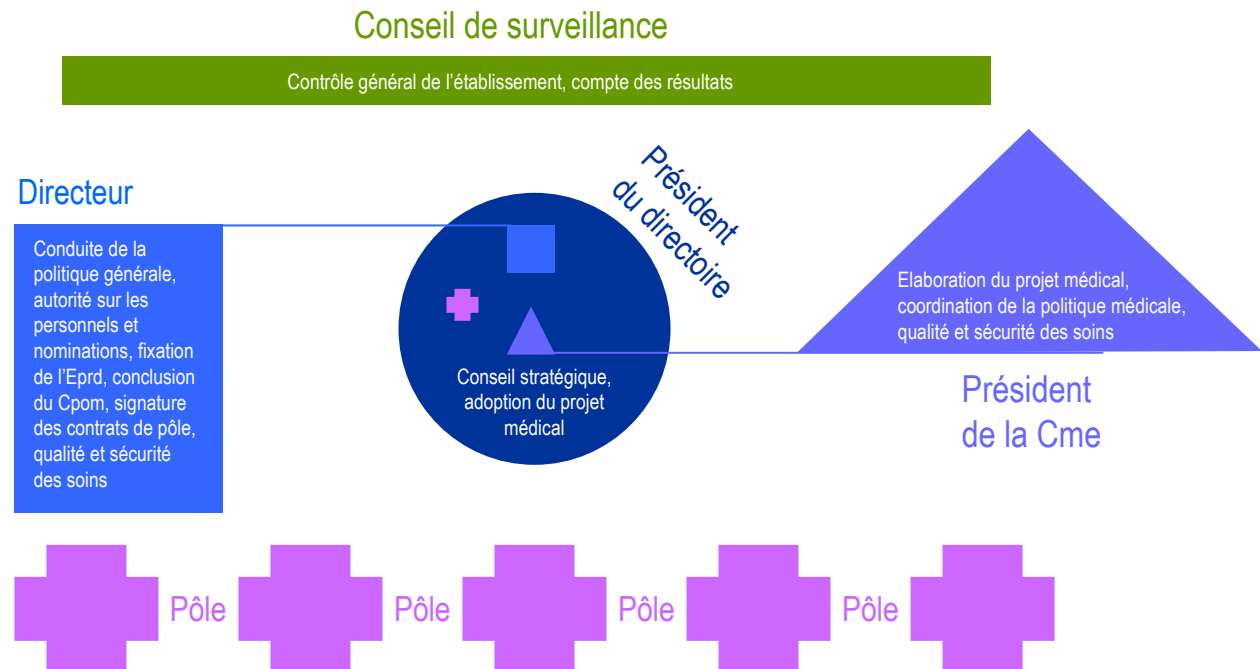 Conseil de surveillance
Contrôle général de l’établissement, compte des résultats
Directeur
Conduite de la
politique générale,
autorité sur les
personnels et
nominations, fixation
de l’Eprd, conclusion
du Cpom, signature
des contrats de pôle,
qualité et sécurité
des soins
Président
du directoire
Conseil stratégique,
adoption du projet
médical
Elaboration du projet médical,
coordination de la politique médicale,
qualité et sécurité des soins
Président
de la Cme
Pôle
Pôle
Pôle
Pôle